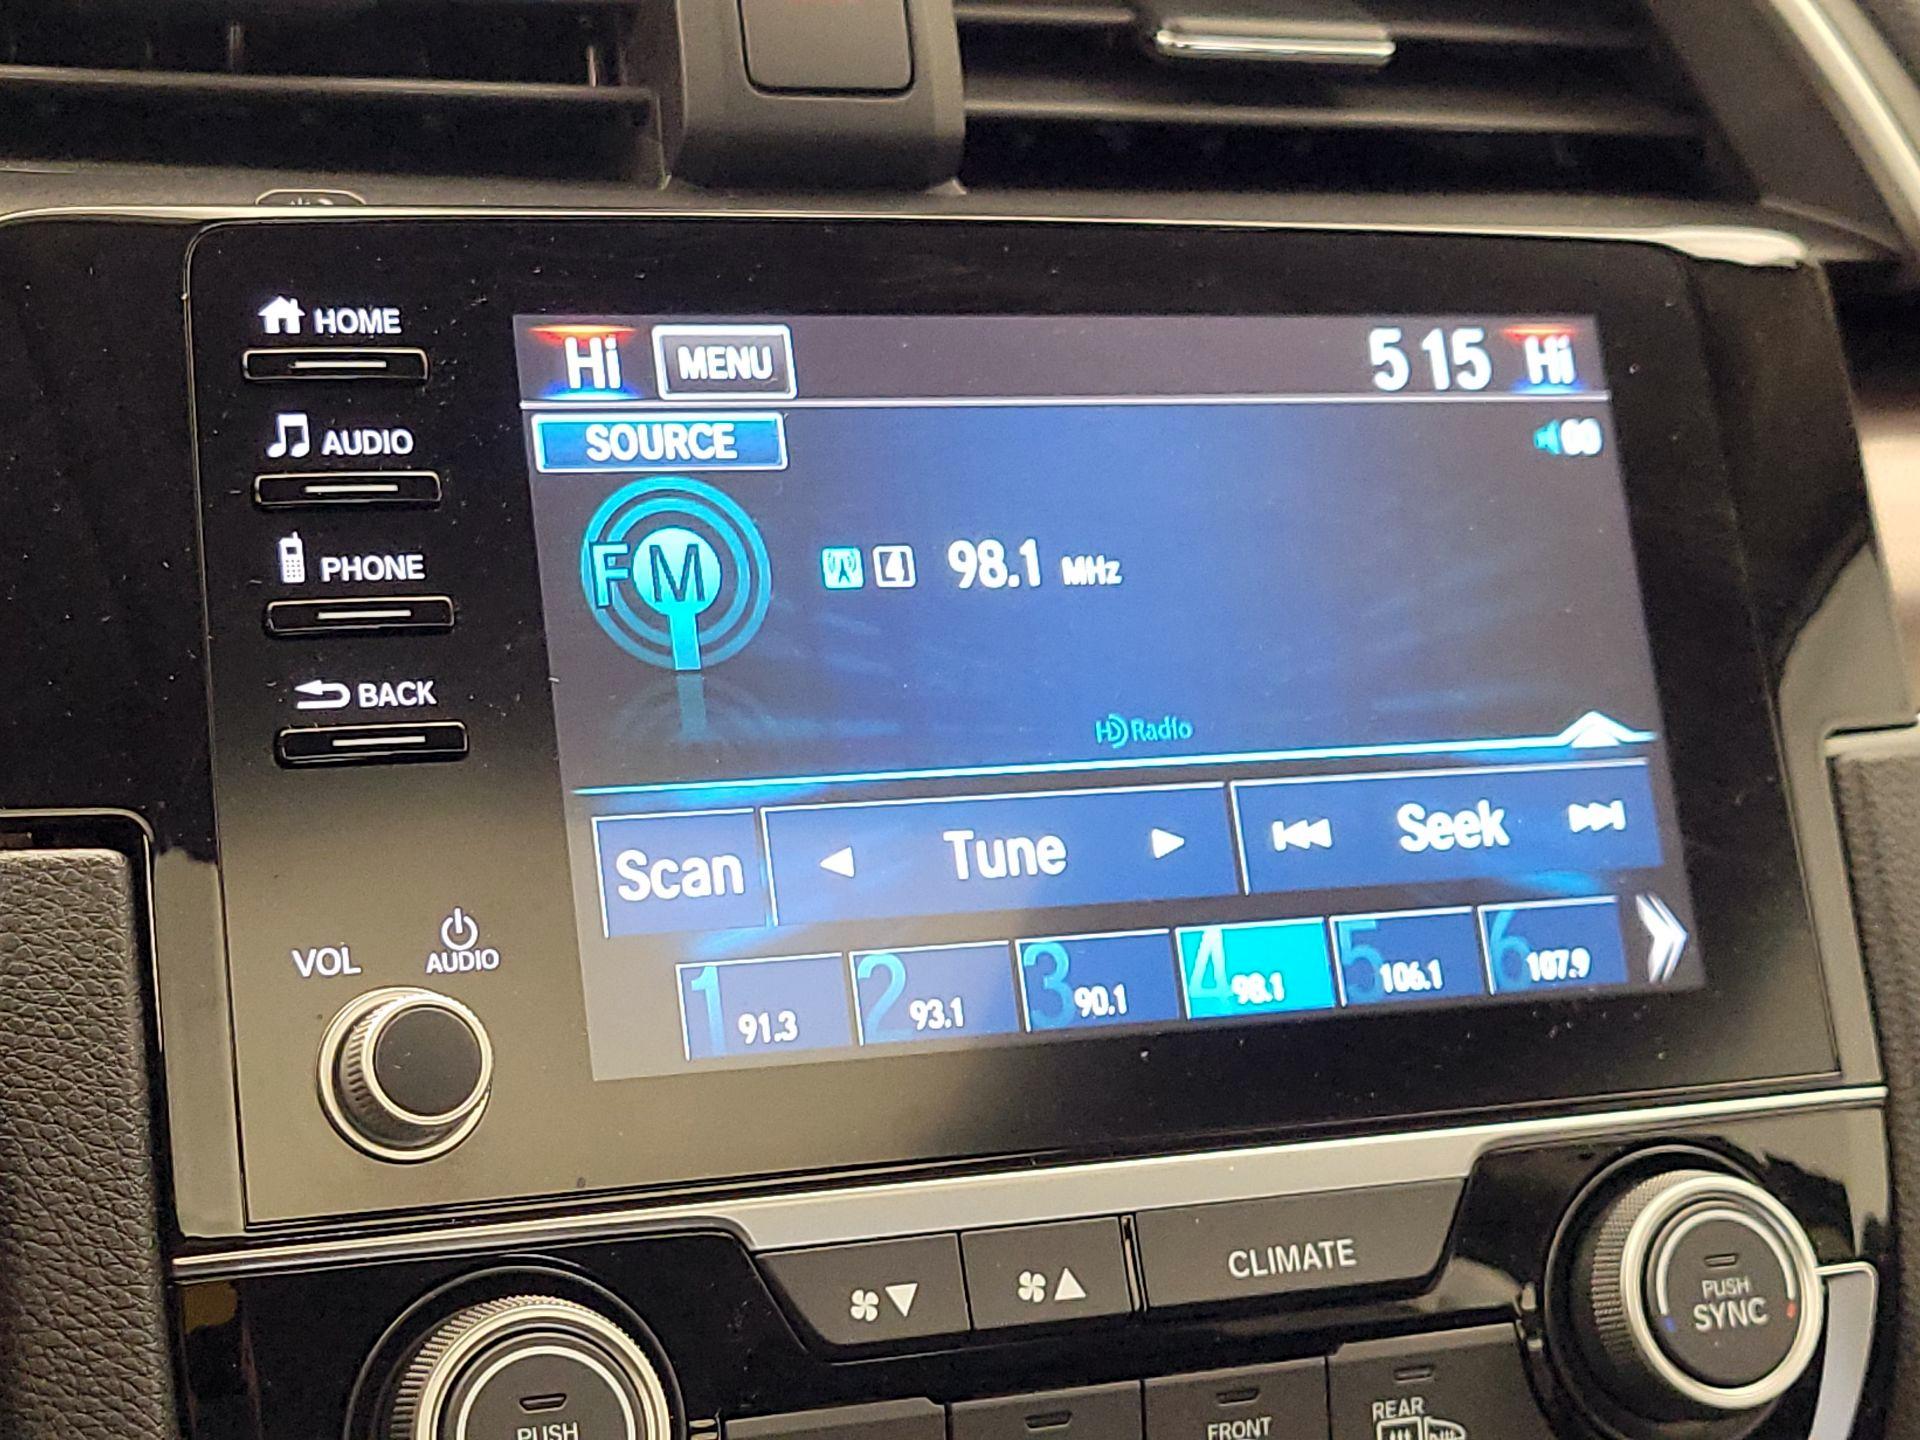 HOME
Hi MENU 5 15 Hi
AUDIO
SOURCE 00
PHONE
FM 4 98.1 MHz
BACK
HD Radio
Scan Tune Seek
VOL AUDIO
1 91.3 2 93.1 3 90.1 4 98.1 5 106.1 6 107.9
CLIMATE
PUSH
SYNC
PUSH
FRONT
REAR